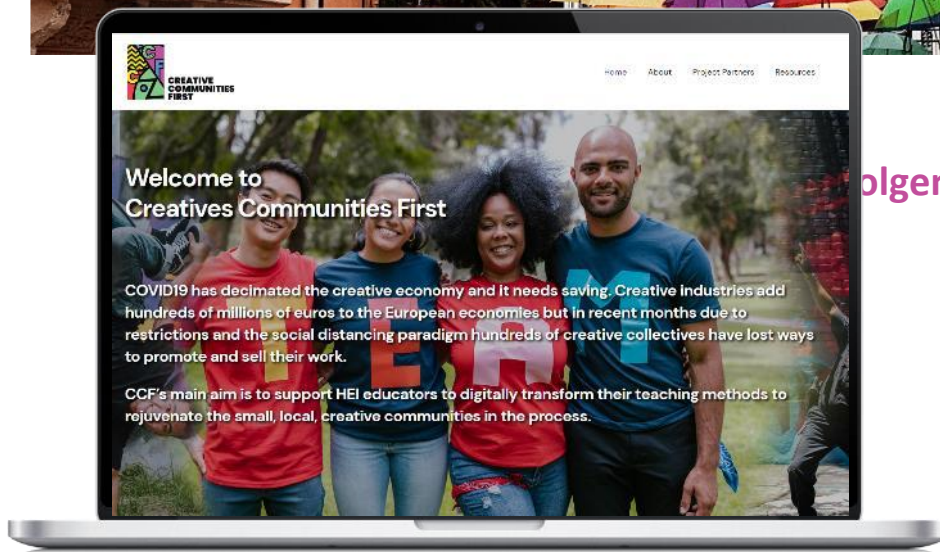 CCF
CREATIVE
COMMUNITIES
FIRST
Home About Project Partners Resources
Welcome to
Creatives Communities First
olger
COVID19 has decimated the creative economy and it needs saving. Creative industries add
hundreds of millions of euros to the European economies but in recent months due to
restrictions and the social distancing paradigm hundreds of creative collectives have lost ways
to promote and sell their work.
CCF's main aim is to support HEI educators to digitally transform their teaching methods to
rejuvenate the small, local, creative communities in the process.
TEAM